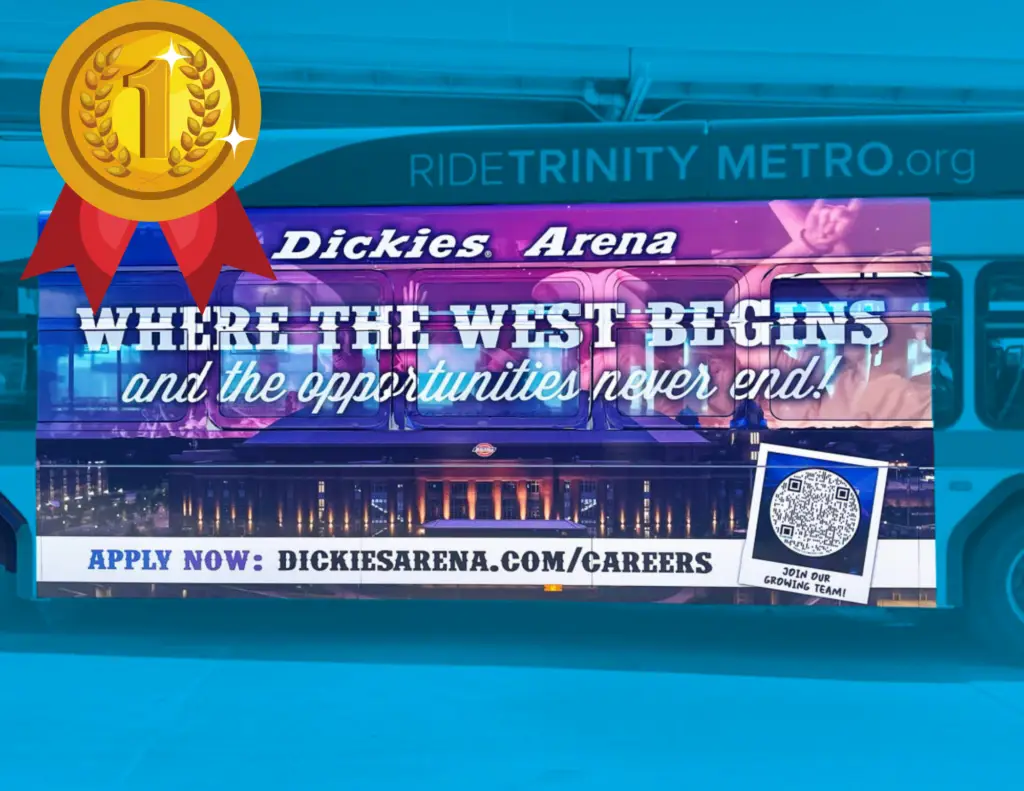 1
RIDETRINITY METRO.org
Dickies® Arena
WHERE THE WEST BEGINS
and the opportunities never end!
APPLY NOW: DICKIESARENA.COM/CAREERS
JOIN OUR
GROWING TEAM!